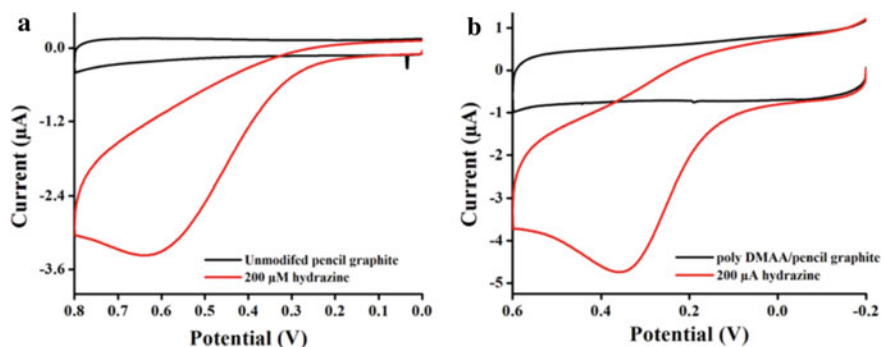 a
0.0
-1.2
-2.4
-3.6
Current (µA)
Unmodifed pencil graphite
200 µM hydrazine
0.8 0.7 0.6 0.5 0.4 0.3 0.2 0.1 0.0
Potential (V)
b
1
0
-1
-2
-3
-4
-5
Current (µA)
poly DMAA/pencil graphite
200 µA hydrazine
0.6 0.4 0.2 0.0 -0.2
Potential (V)